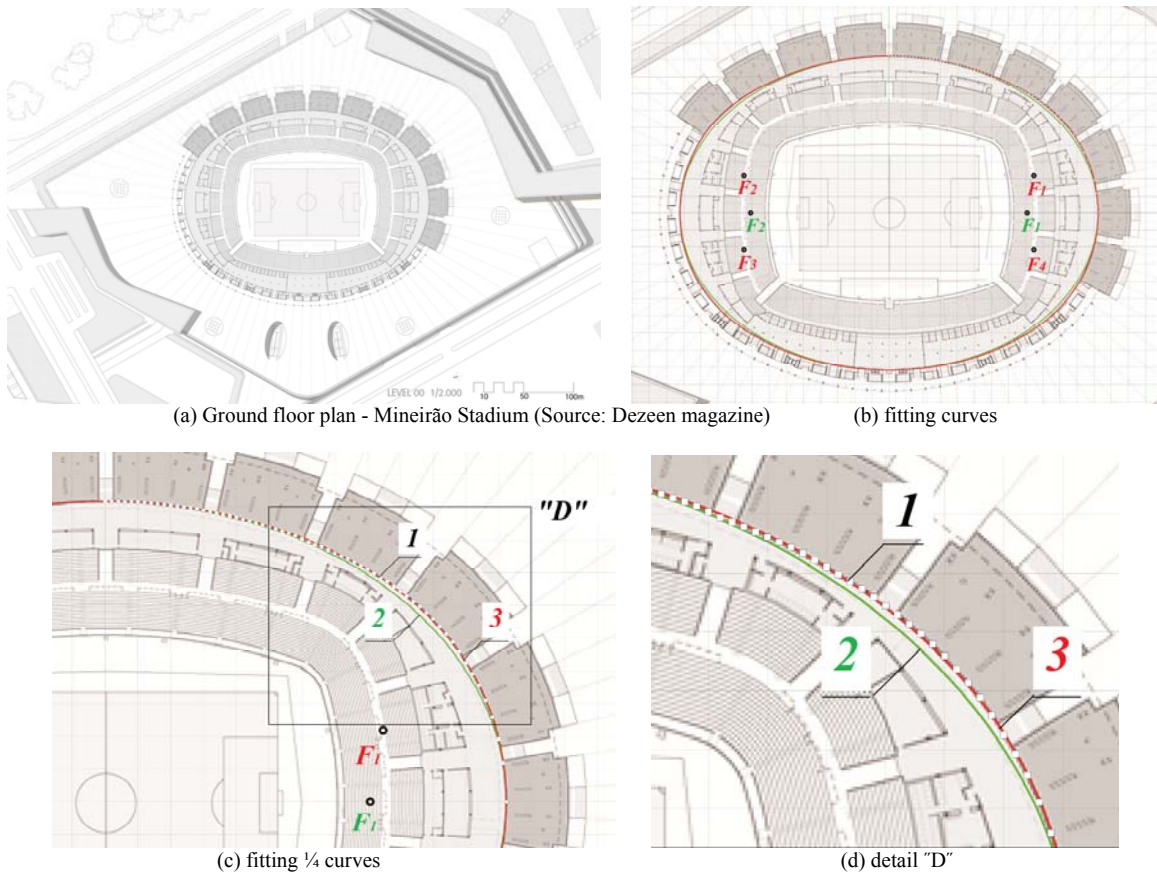 LEVEL 00 1/2.000
10 50 100m
F2 F1
F2 F1
F3 F4
(a) Ground floor plan - Mineirão Stadium (Source: Dezeen magazine) (b) fitting curves
"D"
1
2 3
F1
F1
1
2 3
(c) fitting ¼ curves (d) detail ˝D˝